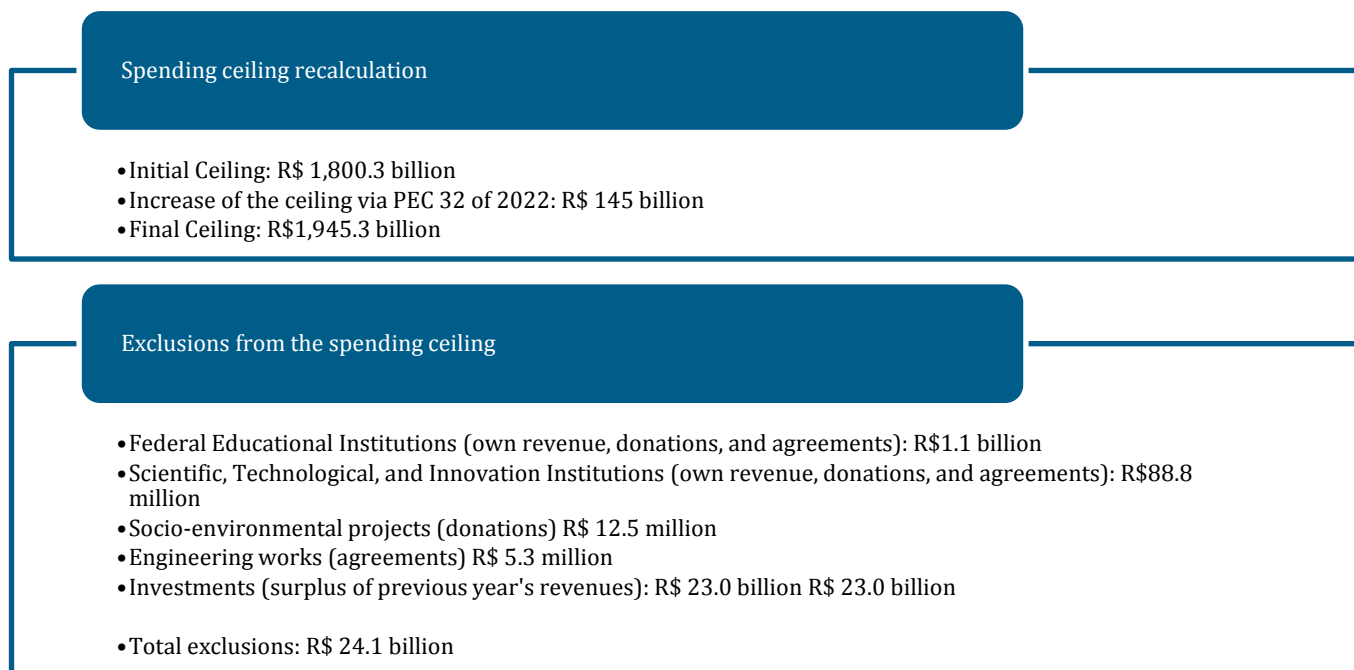 Spending ceiling recalculation
•Initial Ceiling: R$ 1,800.3 billion
•Increase of the ceiling via PEC 32 of 2022: R$ 145 billion
•Final Ceiling: R$1,945.3 billion
Exclusions from the spending ceiling
•Federal Educational Institutions (own revenue, donations, and agreements): R$1.1 billion
•Scientific, Technological, and Innovation Institutions (own revenue, donations, and agreements): R$88.8
million
•Socio-environmental projects (donations) R$ 12.5 million
•Engineering works (agreements) R$ 5.3 million
•Investments (surplus of previous year's revenues): R$ 23.0 billion R$ 23.0 billion
•Total exclusions: R$ 24.1 billion